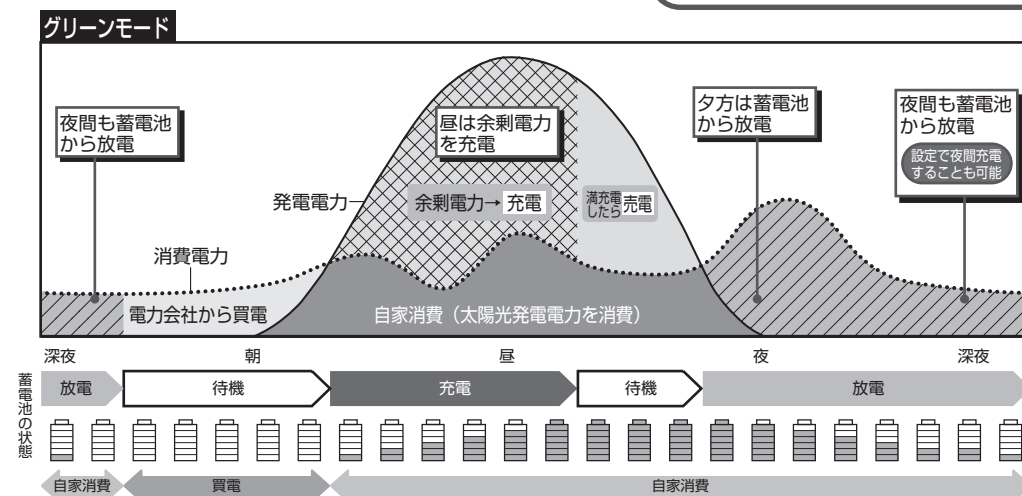 グリーンモード
夜間も蓄電池
から放電
昼は余剰電力
を充電
夕方は蓄電池
から放電
夜間も蓄電池
から放電
設定で夜間充電
することも可能
発電電力
余剰電力→ 充電
満充電
したら
売電
消費電力
電力会社から買電
自家消費（太陽光発電電力を消費）
深夜 朝 昼 夜 深夜
蓄電池の状態
放電 待機 充電 待機 放電
自家消費 買電 自家消費